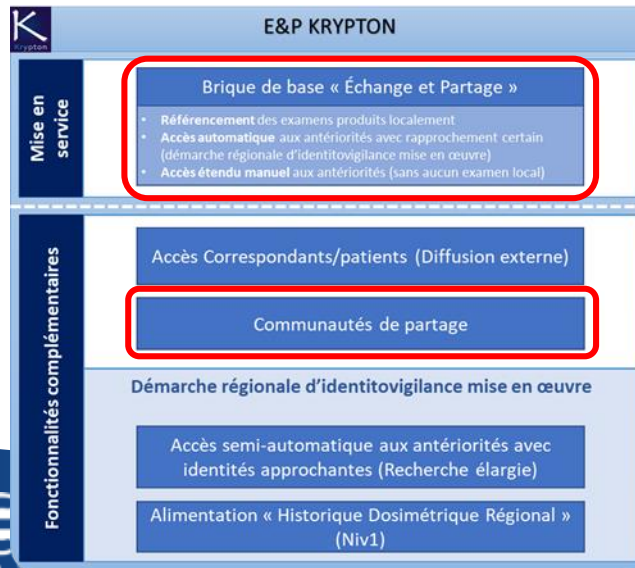 K
Krypton
E&P KRYPTON
Mise en
service
Brique de base « Échange et Partage »
• Référencement des examens produits localement
• Accès automatique aux antériorités avec rapprochement certain
(démarche régionale d'identitovigilance mise en œuvre)
• Accès étendu manuel aux antériorités (sans aucun examen local)
Fonctionnalités complémentaires
Accès Correspondants/patients (Diffusion externe)
Communautés de partage
Démarche régionale d'identitovigilance mise en œuvre
Accès semi-automatique aux antériorités avec
identités approchantes (Recherche élargie)
Alimentation « Historique Dosimétrique Régional »
(Niv1)